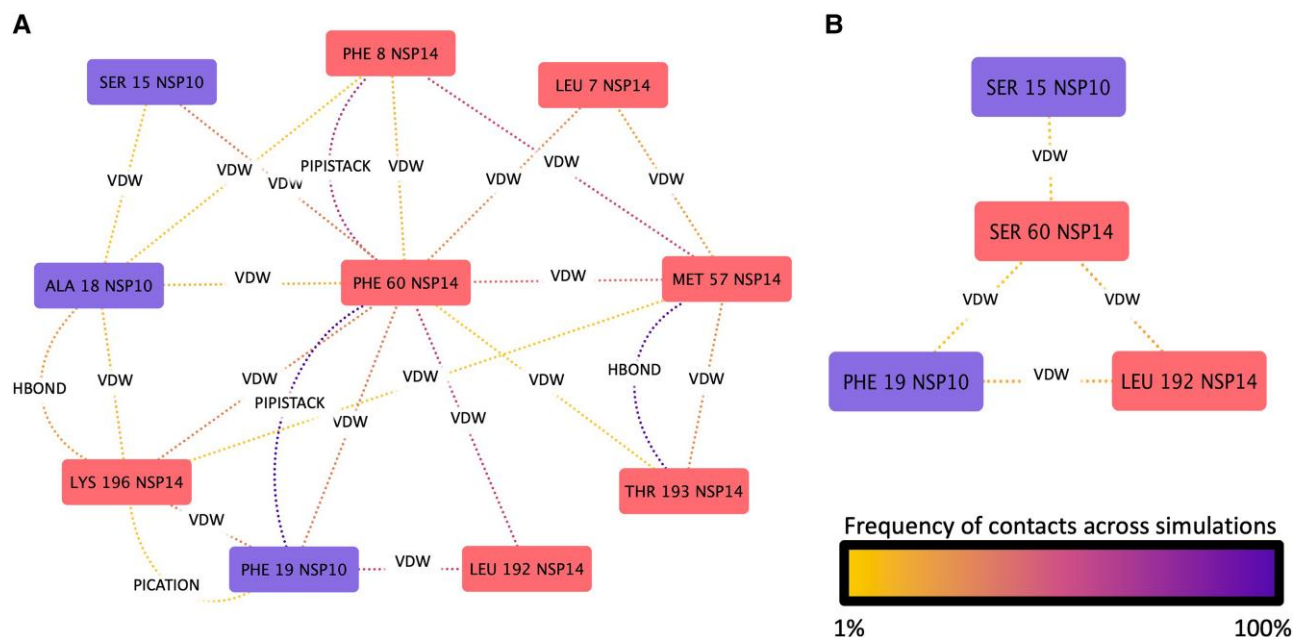 A
B
PHE 8 NSP14
SER 15 NSP10
LEU 7 NSP14
SER 15 NSP10
VDW
VDW
PIPISTACK
VDW
VDW
VDW
VDW
VDW
VDW
SER 60 NSP14
ALA 18 NSP10
VDW
PHE 60 NSP14
VDW
MET 57 NSP14
VDW
VDW
HBOND
VDW
VDW
PIPISTACK
VDW
VDW
VDW
VDW
HBOND
VDW
PHE 19 NSP10
VDW
LEU 192 NSP14
LYS 196 NSP14
THR 193 NSP14
VDW
PICATION
PHE 19 NSP10
VDW
LEU 192 NSP14
Frequency of contacts across simulations
1%
100%